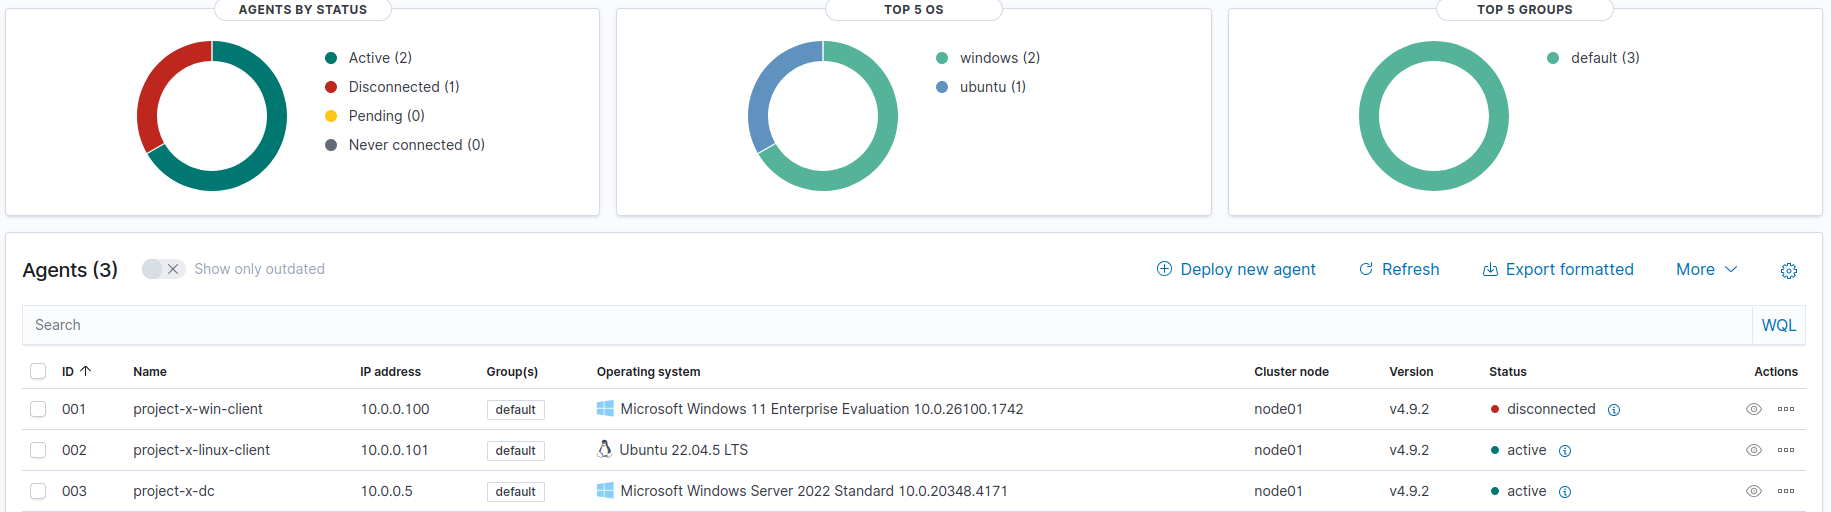 AGENTS BY STATUS
TOP 5 OS
TOP 5 GROUPS
Active (2)
Disconnected (1)
Pending (0)
Never connected (0)
windows (2)
ubuntu (1)
default (3)
Agents (3)
Show only outdated
Deploy new agent
Refresh
Export formatted
More
Search
WQL
ID Name IP address Group(s) Operating system Cluster node Version Status Actions
001 project-x-win-client 10.0.0.100 default Microsoft Windows 11 Enterprise Evaluation 10.0.26100.1742 node01 v4.9.2 disconnected
002 project-x-linux-client 10.0.0.101 default Ubuntu 22.04.5 LTS node01 v4.9.2 active
003 project-x-dc 10.0.0.5 default Microsoft Windows Server 2022 Standard 10.0.20348.4171 node01 v4.9.2 active